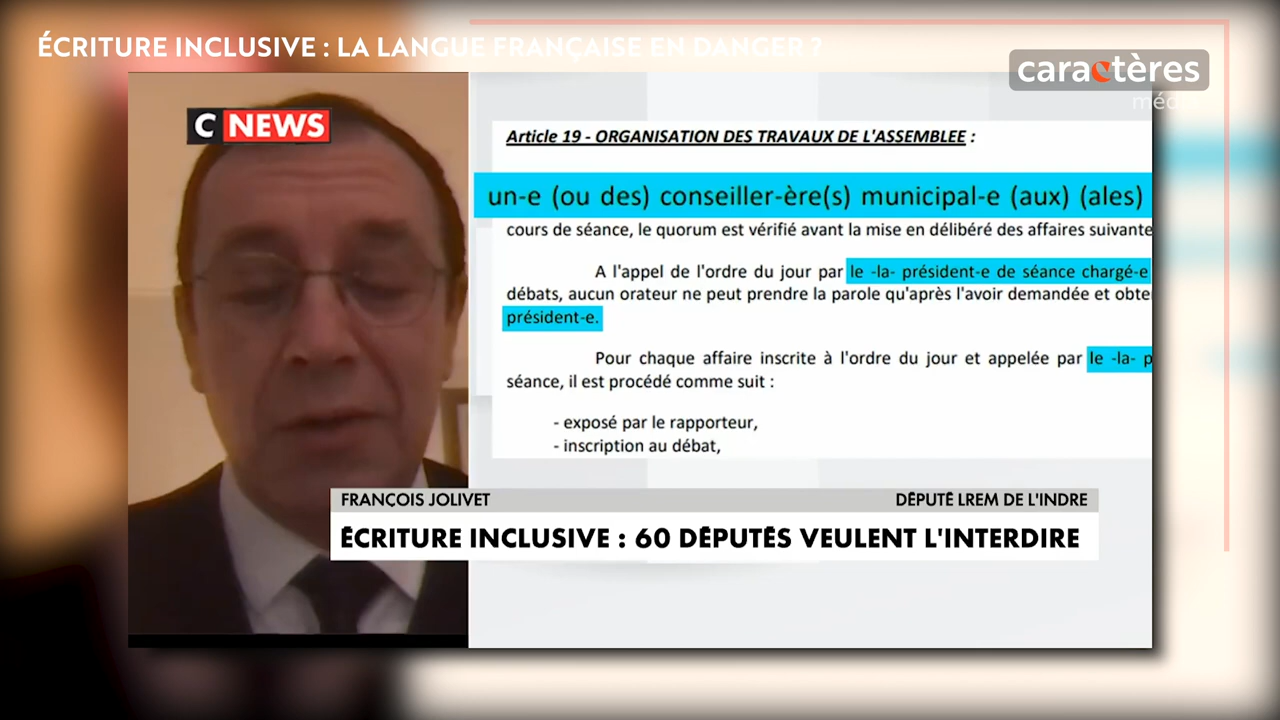 ÉCRITURE INCLUSIVE : LA LANGUE FRANÇAISE EN DANGER ?
caractères
média
C NEWS
Article 19 - ORGANISATION DES TRAVAUX DE L'ASSEMBLEE :
un-e (ou des) conseiller-ère(s) municipal-e (aux) (ales)
cours de séance, le quorum est vérifié avant la mise en délibéré des affaires suivante
A l'appel de l'ordre du jour par le -la- président-e de séance chargé-e
débats, aucun orateur ne peut prendre la parole qu'après l'avoir demandée et obte
président-e.
Pour chaque affaire inscrite à l'ordre du jour et appelée par le -la- p
séance, il est procédé comme suit :
- exposé par le rapporteur,
- inscription au débat,
FRANÇOIS JOLIVET DÉPUTÉ LREM DE L'INDRE
ÉCRITURE INCLUSIVE : 60 DÉPUTÉS VEULENT L'INTERDIRE